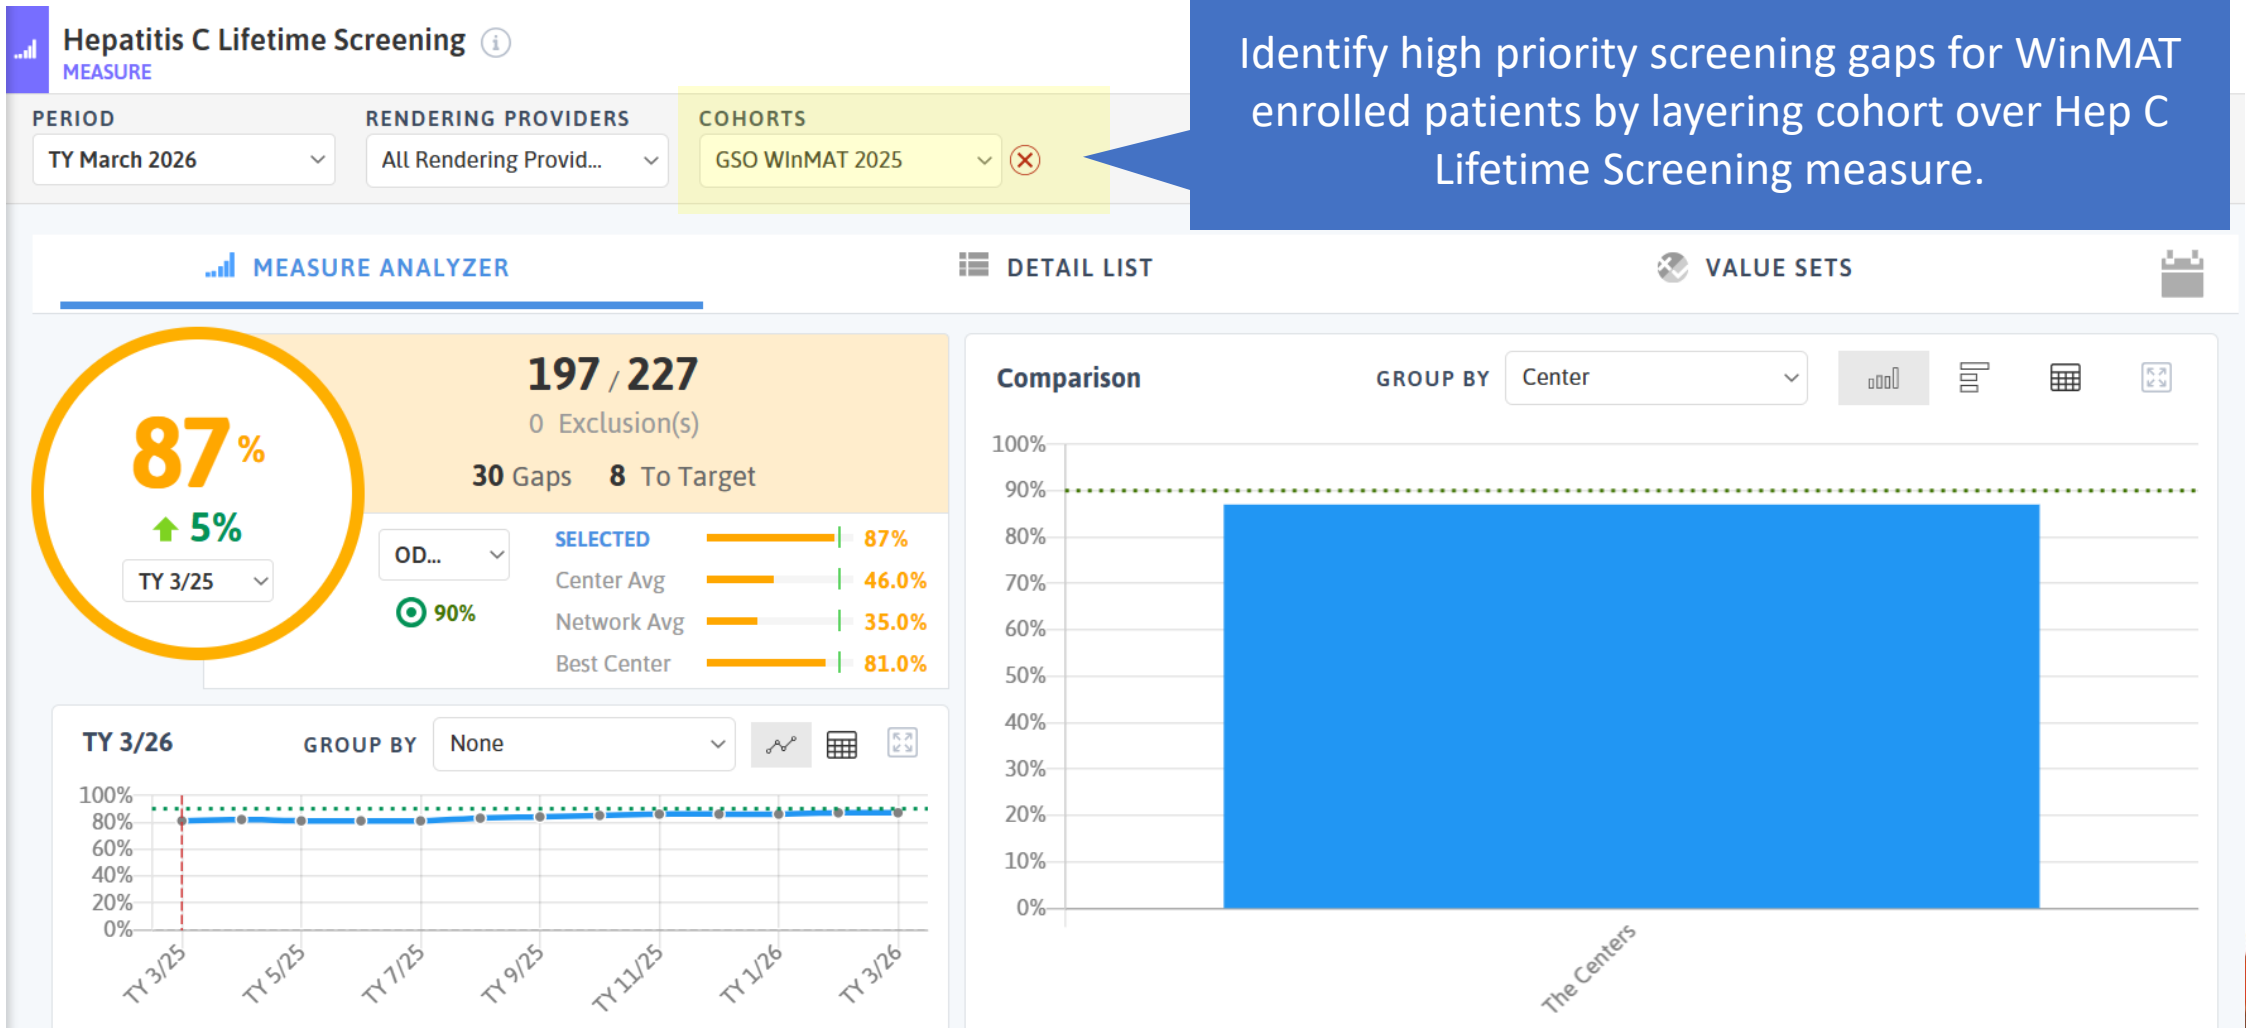 Hepatitis C Lifetime Screening
MEASURE
Identify high priority screening gaps for WinMAT
enrolled patients by layering cohort over Hep C
Lifetime Screening measure.
PERIOD
TY March 2026
RENDERING PROVIDERS
All Rendering Provid...
COHORTS
GSO WInMAT 2025
MEASURE ANALYZER
DETAIL LIST
VALUE SETS
87%
5%
TY 3/25
197 / 227
0 Exclusion(s)
30 Gaps 8 To Target
OD...
90%
SELECTED 87%
Center Avg 46.0%
Network Avg 35.0%
Best Center 81.0%
TY 3/26
GROUP BY
None
100%
80%
60%
40%
20%
0%
TY 3/25
TY 5/25
TY 7/25
TY 9/25
TY 11/25
TY 1/26
TY 3/26
Comparison
GROUP BY
Center
100%
90%
80%
70%
60%
50%
40%
30%
20%
10%
0%
The Centers